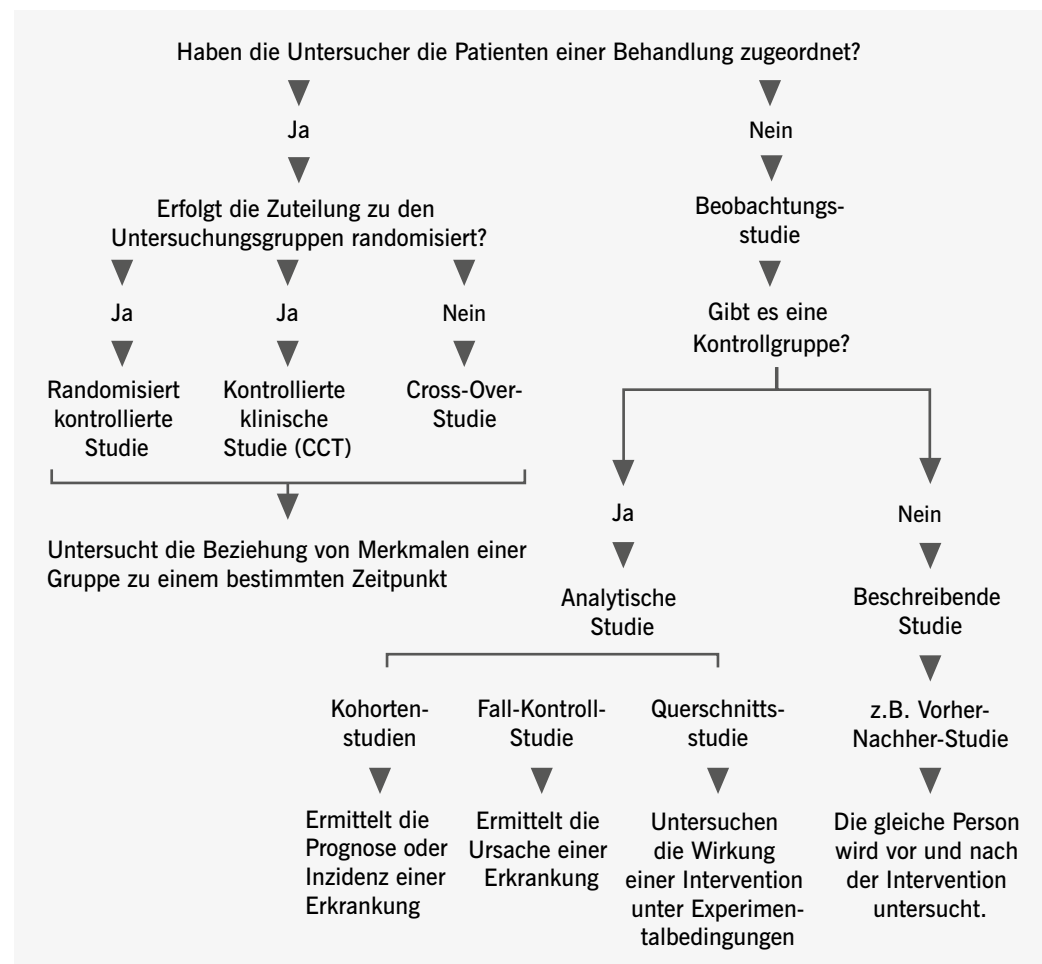 Haben die Untersucher die Patienten einer Behandlung zugeordnet?
Ja
Nein
Erfolgt die Zuteilung zu den
Untersuchungsgruppen randomisiert?
Beobachtungs-
studie
Ja
Ja
Nein
Gibt es eine
Kontrollgruppe?
Randomisiert
kontrollierte
Studie
Kontrollierte
klinische
Studie (CCT)
Cross-Over-
Studie
Untersucht die Beziehung von Merkmalen einer
Gruppe zu einem bestimmten Zeitpunkt
Ja
Nein
Analytische
Studie
Beschreibende
Studie
Kohorten-
studien
Fall-Kontroll-
Studie
Querschnitts-
studie
z.B. Vorher-
Nachher-Studie
Ermittelt die
Prognose oder
Inzidenz einer
Erkrankung
Ermittelt die
Ursache einer
Erkrankung
Untersuchen
die Wirkung
einer Intervention
unter Experimen-
talbedingungen
Die gleiche Person
wird vor und nach
der Intervention
untersucht.